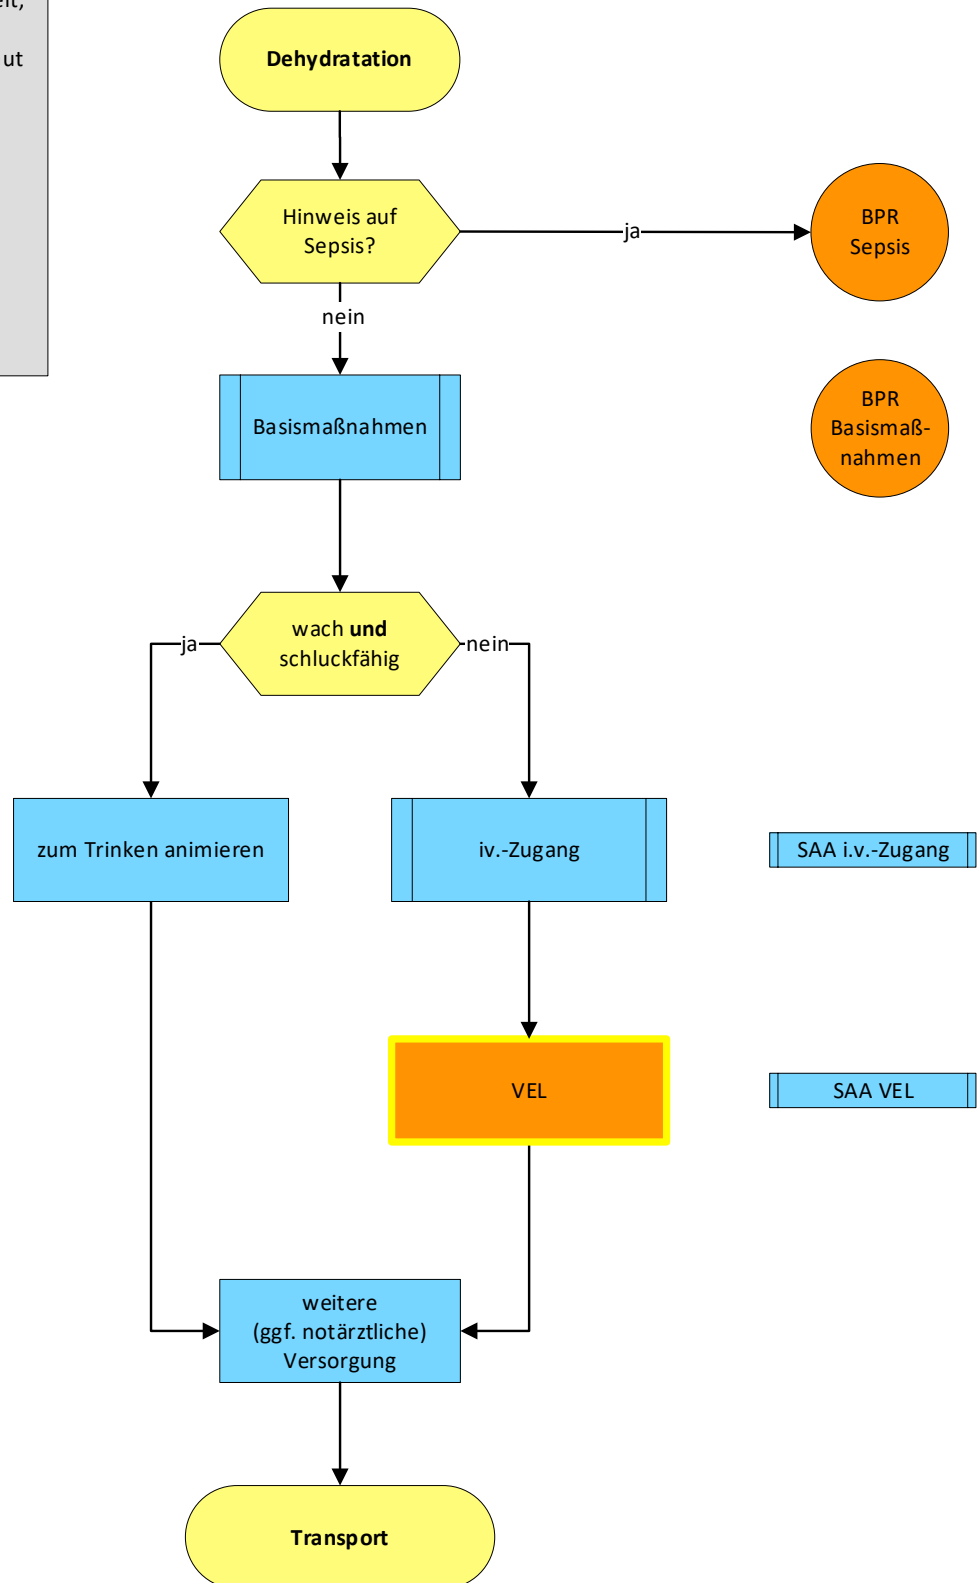 ut
Dehydratation
Hinweis auf
Sepsis?
ja
BPR
Sepsis
nein
Basismaßnahmen
BPR
Basismaß-
nahmen
wach und
schluckfähig
ja
nein
zum Trinken animieren
iv.-Zugang
SAA i.v.-Zugang
VEL
SAA VEL
weitere
(ggf. notärztliche)
Versorgung
Transport